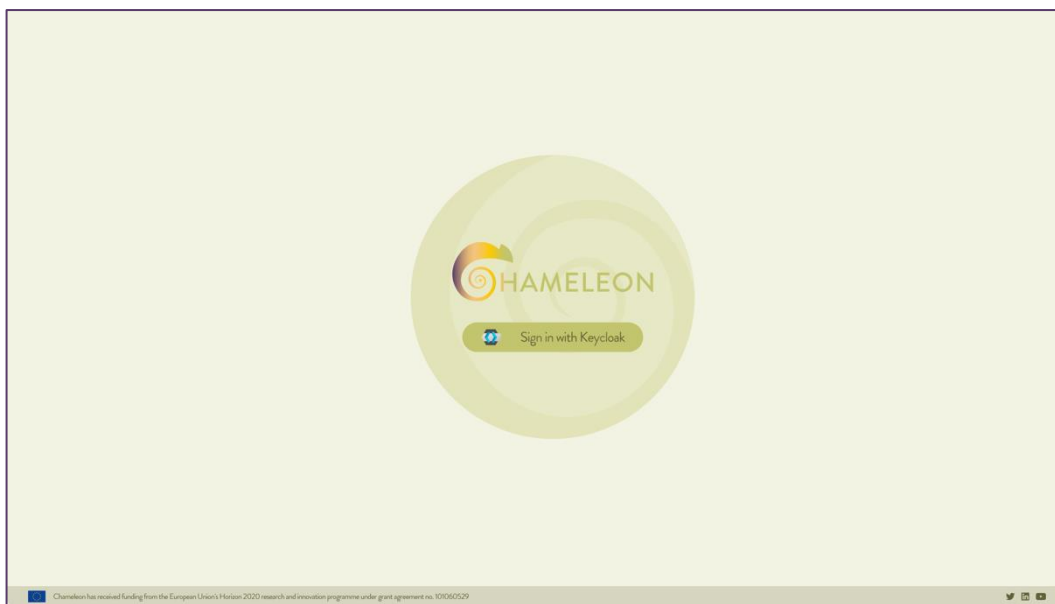 CHAMELEON
Sign in with Keycloak
Chameleon has received funding from the European Union's Horizon 2020 research and innovation programme under grant agreement no. 101060529